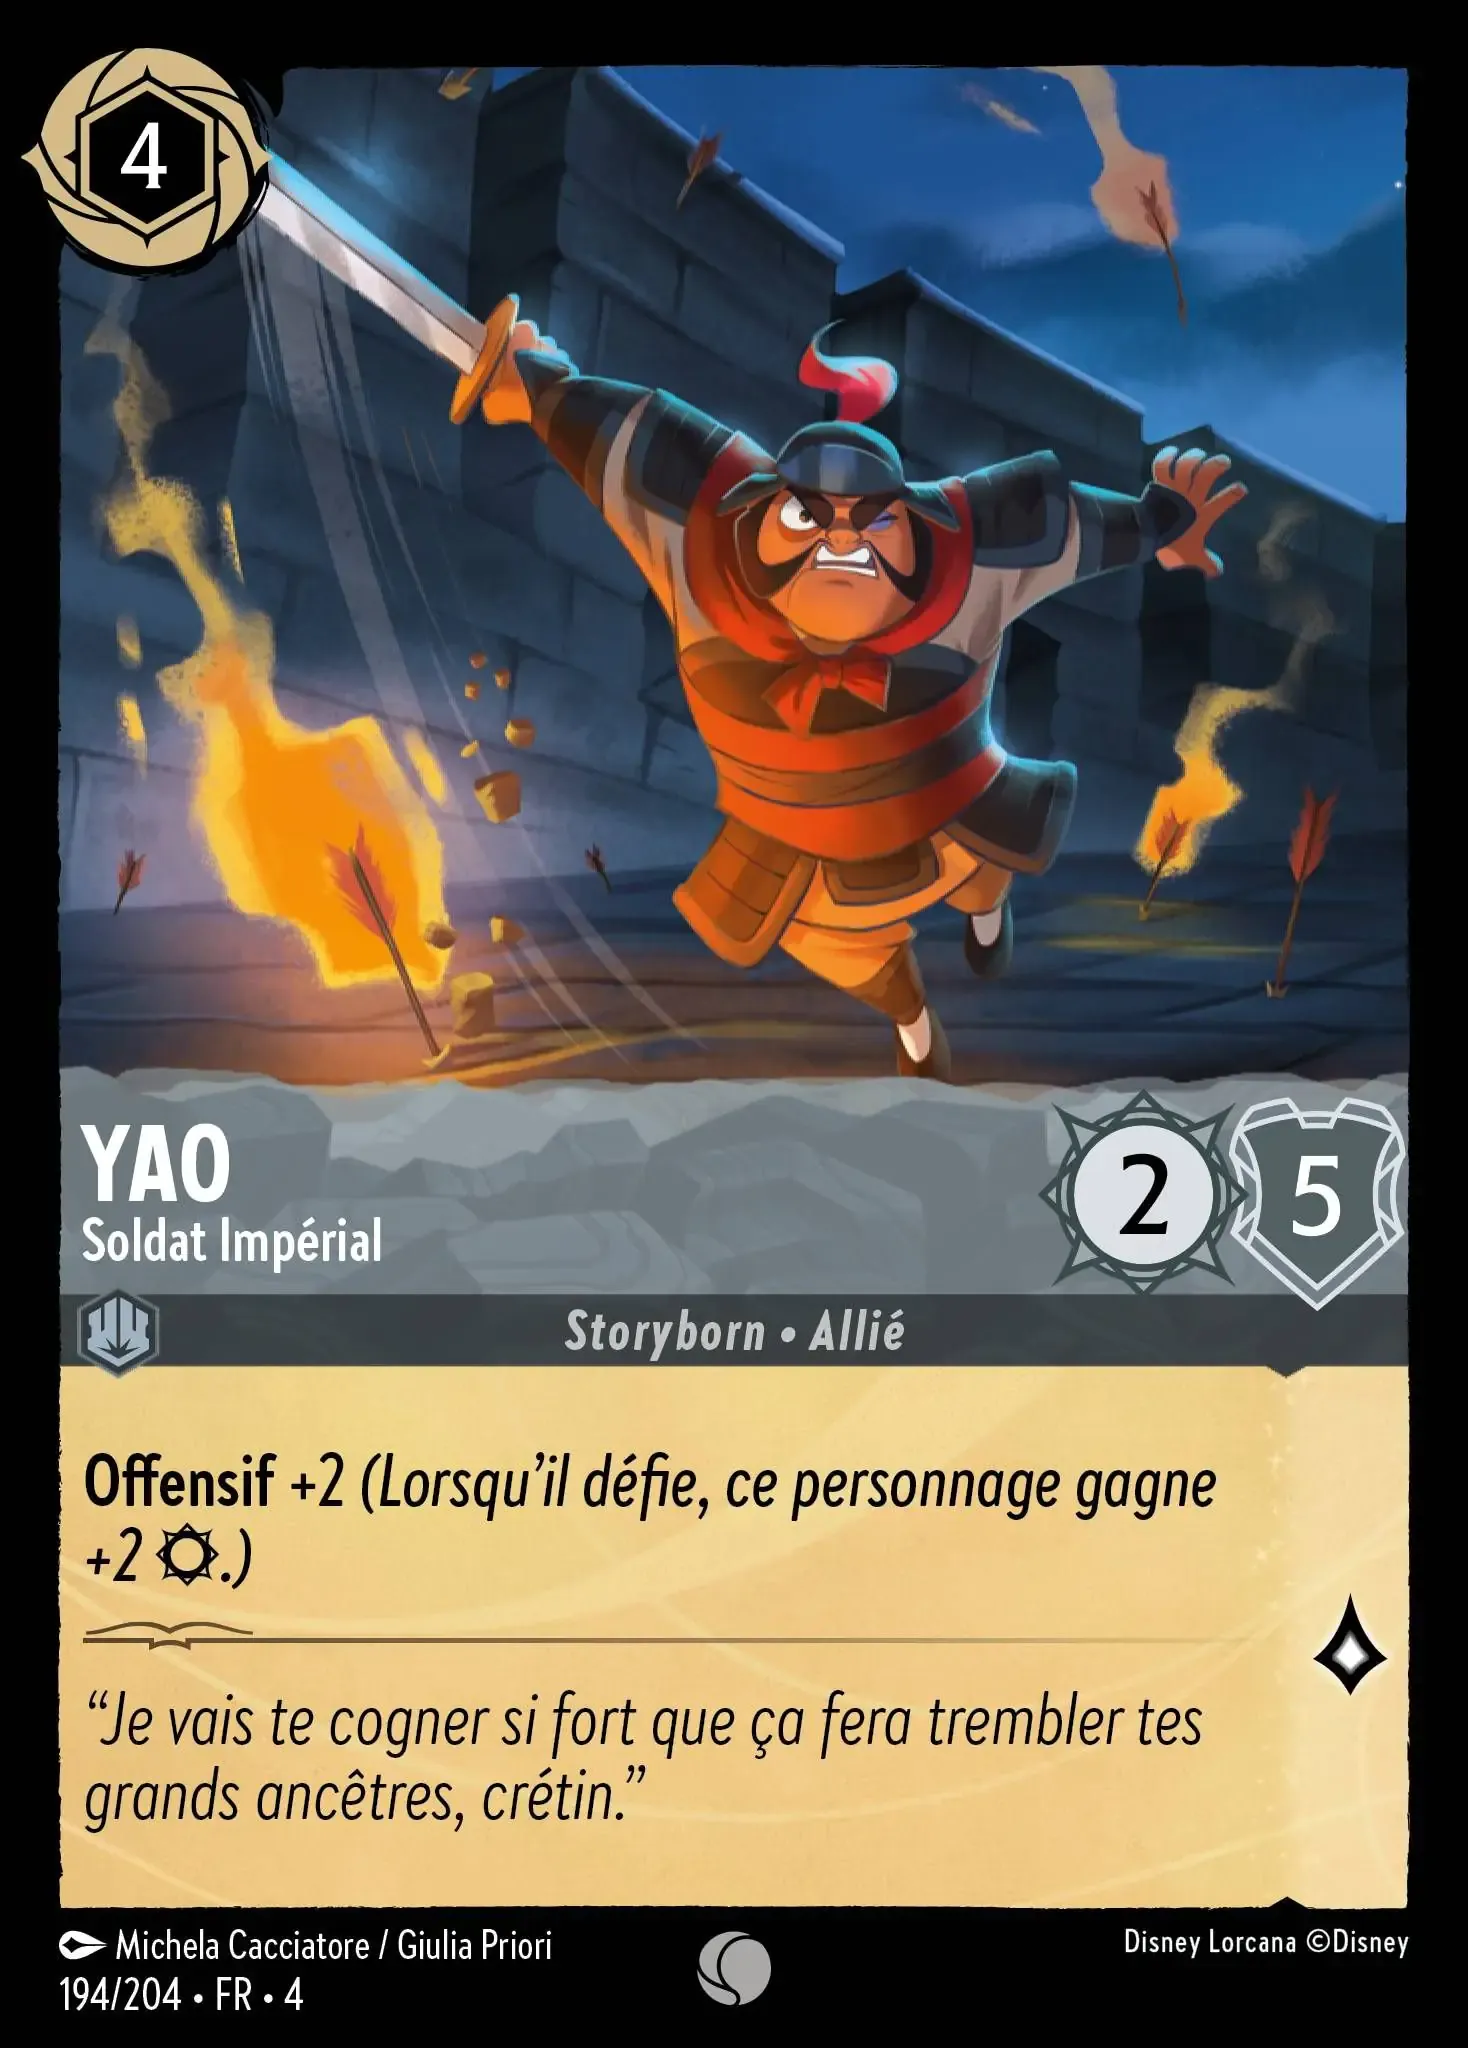 4
YAO
Soldat Impérial
2
5
Storyborn • Allié
Offensif +2 (Lorsqu’il défie, ce personnage gagne
+2 .)
“Je vais te cogner si fort que ça fera trembler tes
grands ancêtres, crétin.”
Michela Cacciatore / Giulia Priori
Disney Lorcana ©Disney
194/204 • FR • 4